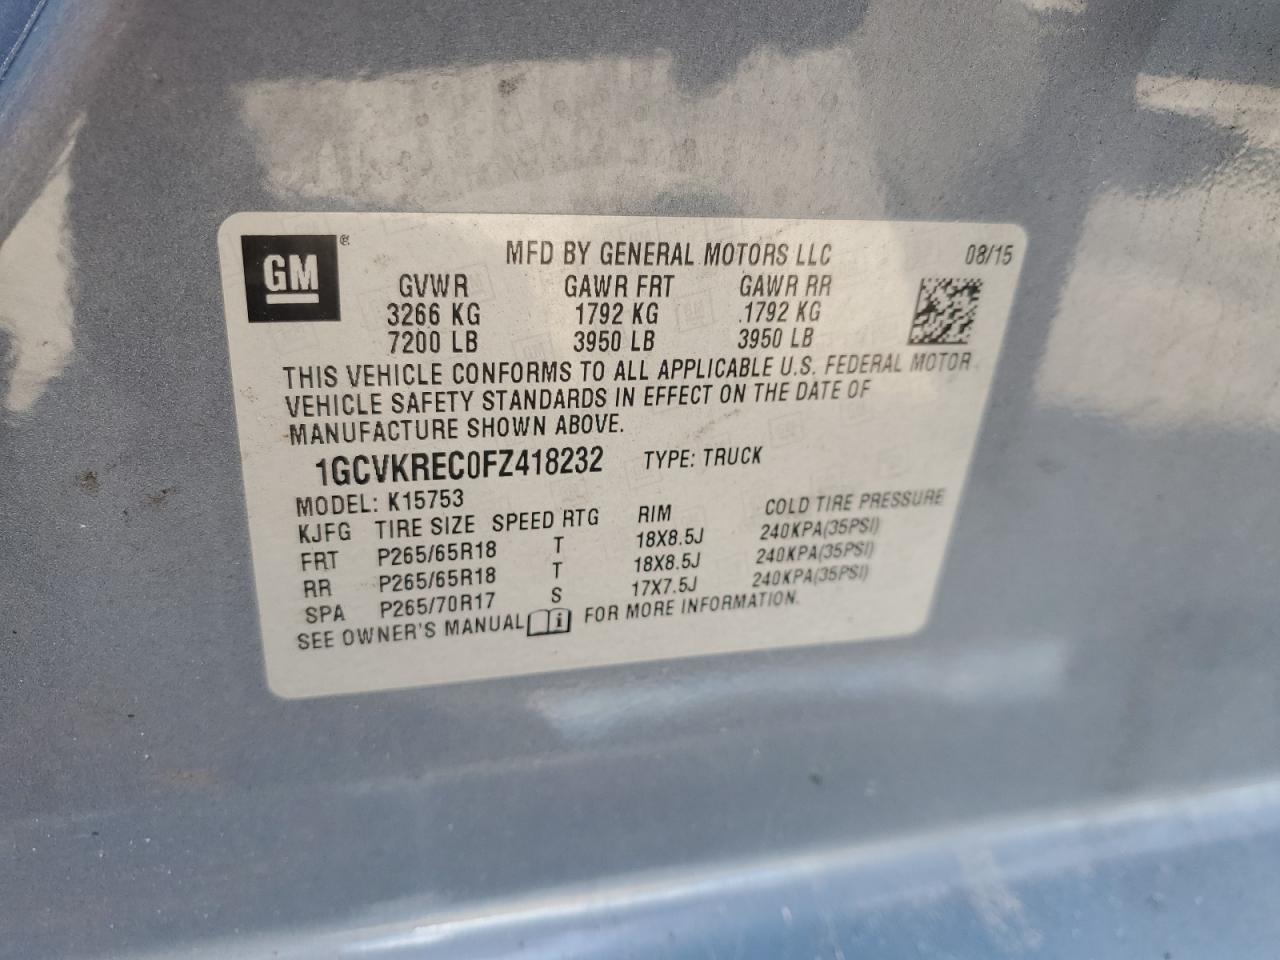 GM ®
MFD BY GENERAL MOTORS LLC 08/15
GVWR GAWR FRT GAWR RR
3266 KG 1792 KG 1792 KG
7200 LB 3950 LB 3950 LB
THIS VEHICLE CONFORMS TO ALL APPLICABLE U.S. FEDERAL MOTOR
VEHICLE SAFETY STANDARDS IN EFFECT ON THE DATE OF
MANUFACTURE SHOWN ABOVE.
1GCVKREC0FZ418232 TYPE: TRUCK
MODEL: K15753
KJFG TIRE SIZE SPEED RTG RIM COLD TIRE PRESSURE
FRT P265/65R18 T 18X8.5J 240KPA(35PSI)
RR P265/65R18 T 18X8.5J 240KPA(35PSI)
SPA P265/70R17 S 17X7.5J 240KPA(35PSI)
SEE OWNER'S MANUAL i FOR MORE INFORMATION.